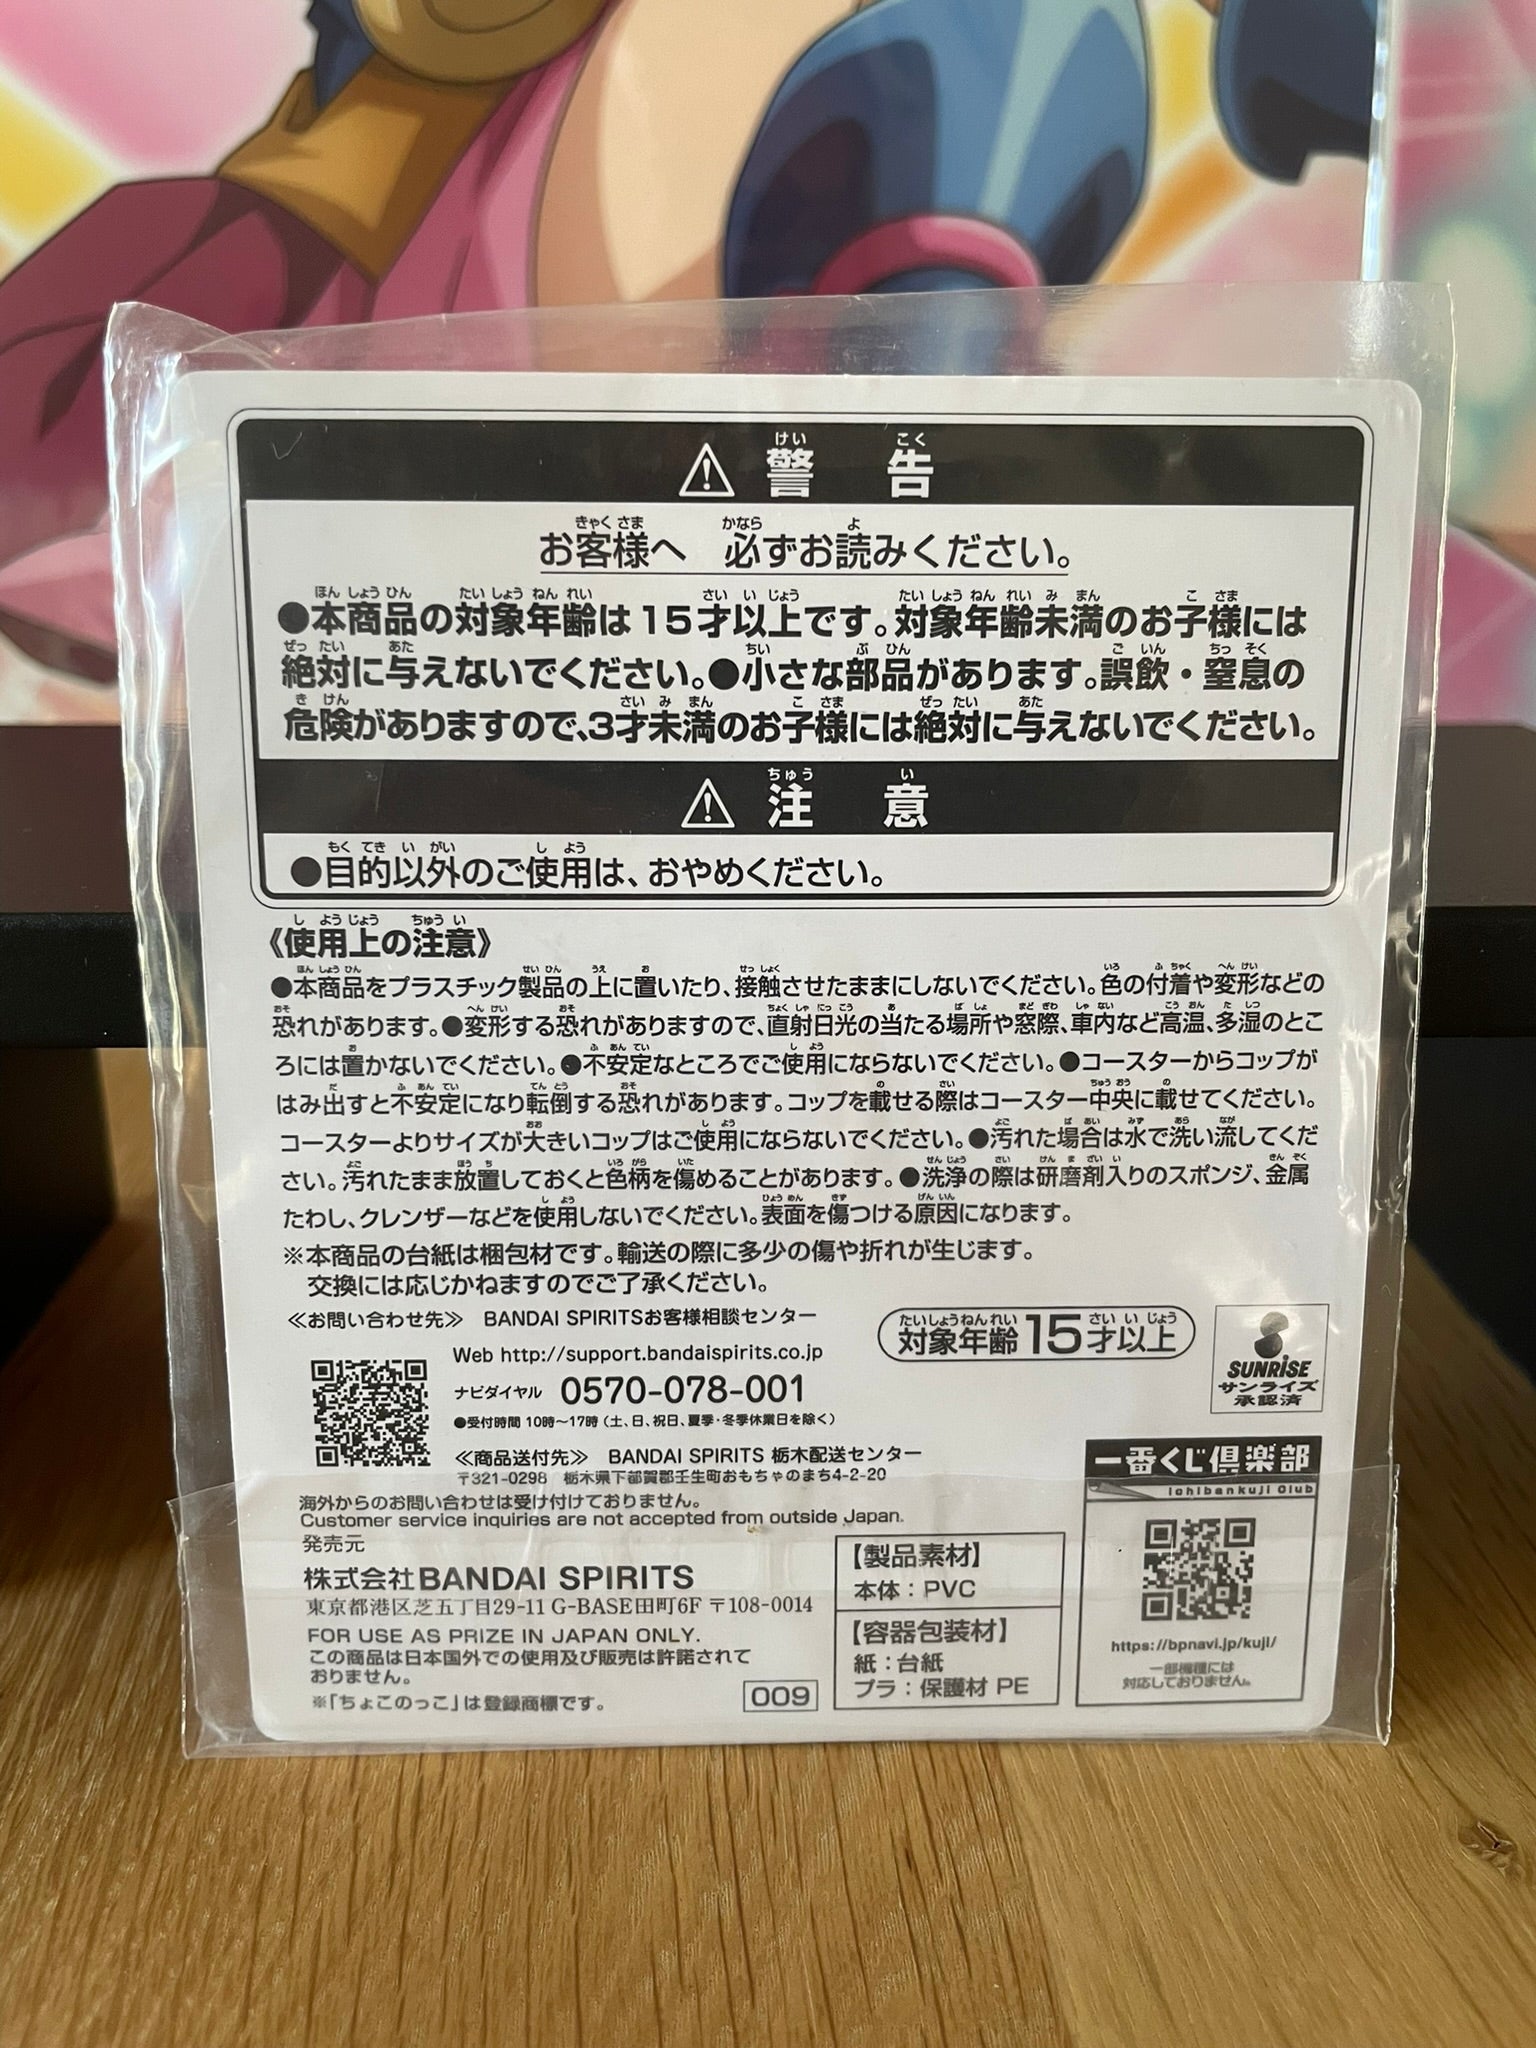 ⚠ 警告
お客様へ 必ずお読みください。
●本商品の対象年齢は15才以上です。対象年齢未満のお子様には
絶対に与えないでください。●小さな部品があります。誤飲・窒息の
危険がありますので、3才未満のお子様には絶対に与えないでください。
⚠ 注意
●目的以外のご使用は、おやめください。
《使用上の注意》
●本商品をプラスチック製品の上に置いたり、接触させたままにしないでください。色の付着や変形などの
恐れがあります。●変形する恐れがありますので、直射日光の当たる場所や窓際、車内など高温、多湿のとこ
ろには置かないでください。●不安定なところでご使用にならないでください。●コースターからコップが
はみ出すと不安定になり転倒する恐れがあります。コップを載せる際はコースター中央に載せてください。
コースターよりサイズが大きいコップはご使用にならないでください。●汚れた場合は水で洗い流してくだ
さい。汚れたまま放置しておくと色柄を傷めることがあります。●洗浄の際は研磨剤入りのスポンジ、金属
たわし、クレンザーなどを使用しないでください。表面を傷つける原因になります。
※本商品の台紙は梱包材です。輸送の際に多少の傷や折れが生じます。
交換には応じかねますのでご了承ください。
≪お問い合わせ先≫ BANDAI SPIRITSお客様相談センター
Web http://support.bandaispirits.co.jp
ナビダイヤル 0570-078-001
●受付時間 10時～17時(土、日、祝日、夏季・冬季休業日を除く)
≪商品送付先≫ BANDAI SPIRITS 栃木配送センター
〒321-0298 栃木県下都賀郡壬生町おもちゃのまち4-2-20
対象年齢15才以上
SUNRISE
サンライズ
承認済
海外からのお問い合わせは受け付けておりません。
Customer service inquiries are not accepted from outside Japan.
発売元
株式会社BANDAI SPIRITS
東京都港区芝五丁目29-11 G-BASE田町6F 〒108-0014
FOR USE AS PRIZE IN JAPAN ONLY.
この商品は日本国外での使用及び販売は許諾されて
おりません。
※「ちょこのっこ」は登録商標です。
009
【製品素材】
本体：PVC
【容器包装材】
紙：台紙
プラ：保護材 PE
一番くじ倶楽部
Ichibankuji Club
https://bpnavi.jp/kuji/
一部機種には
対応しておりません。